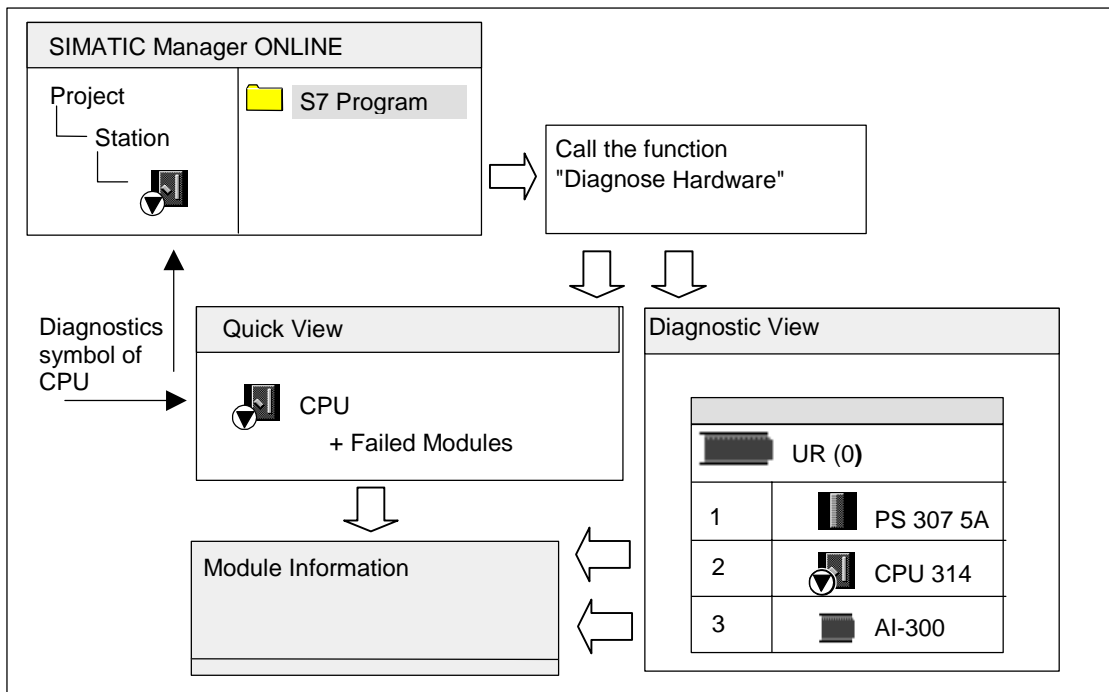 SIMATIC Manager ONLINE
Project
Station
S7 Program
Call the function
"Diagnose Hardware"
Diagnostics
symbol of
CPU
Quick View
CPU
+ Failed Modules
Diagnostic View
UR (0)
1 PS 307 5A
2 CPU 314
3 AI-300
Module Information